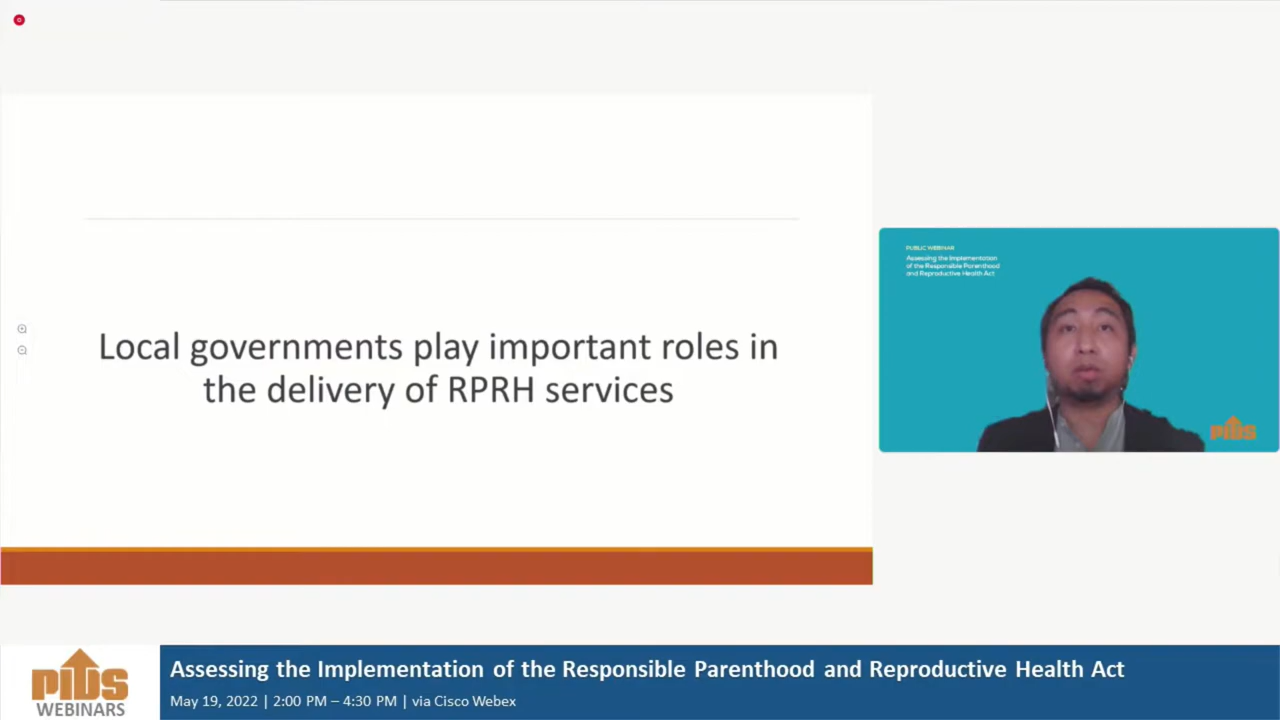 Local governments play important roles in
the delivery of RPRH services
PUBLIC WEBINAR
Assessing the Implementation
of the Responsible Parenthood
and Reproductive Health Act
PIDS
PIDS
WEBINARS
Assessing the Implementation of the Responsible Parenthood and Reproductive Health Act
May 19, 2022 | 2:00 PM – 4:30 PM | via Cisco Webex